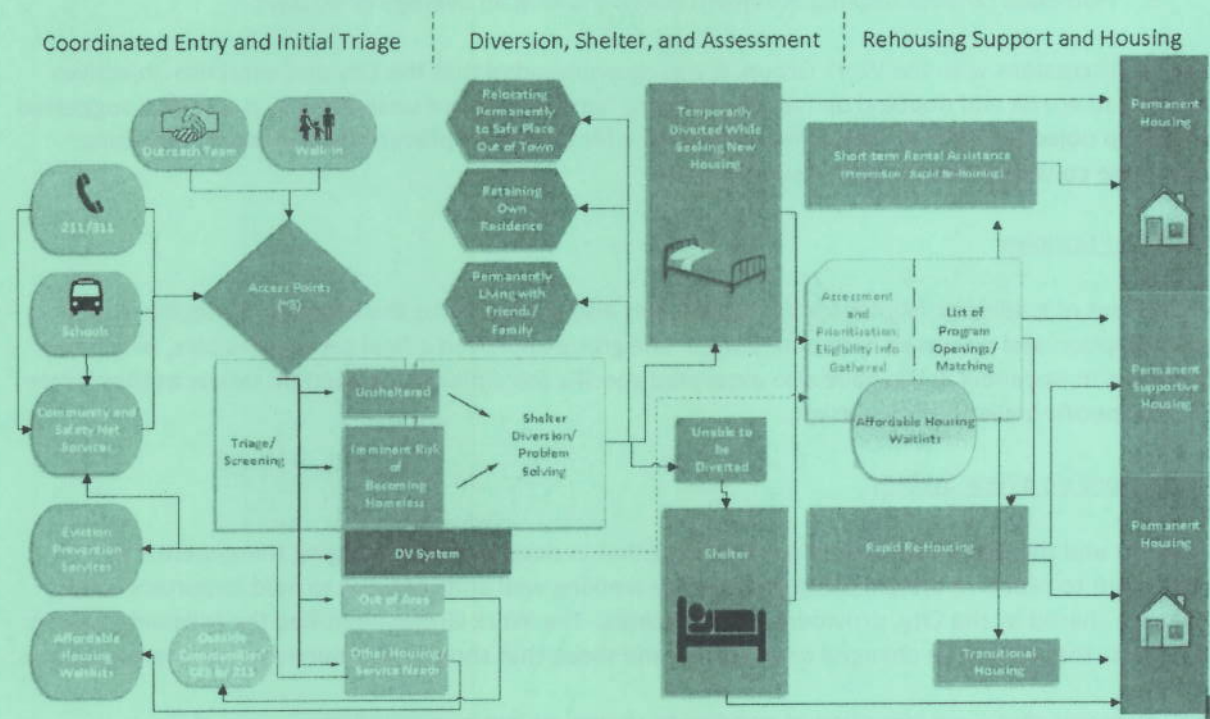 Coordinated Entry and Initial Triage
Diversion, Shelter, and Assessment
Rehousing Support and Housing
Outreach Team
Walk-in
211/311
Schools
Access Points
(~3)
Community and
Safety Net
Services
Eviction
Prevention
Services
Affordable
Housing
Waitlists
Outside
Communities'
CES or 211
Triage/
Screening
Unsheltered
Imminent Risk of
Becoming
Homeless
DV System
Out of Area
Other Housing/
Service Needs
Shelter
Diversion/
Problem
Solving
Relocating
Permanently
to Safe Place
Out of Town
Retaining
Own
Residence
Permanently
Living with
Friends/
Family
Temporarily
Diverted While
Seeking New
Housing
Unable to
be
Diverted
Shelter
Short-term Rental Assistance
(Prevention / Rapid Re-Housing)
Assessment
and
Prioritization;
Eligibility Info
Gathered
List of
Program
Openings/
Matching
Affordable Housing
Waitlists
Rapid Re-Housing
Transitional
Housing
Permanent
Housing
Permanent
Supportive
Housing
Permanent
Housing